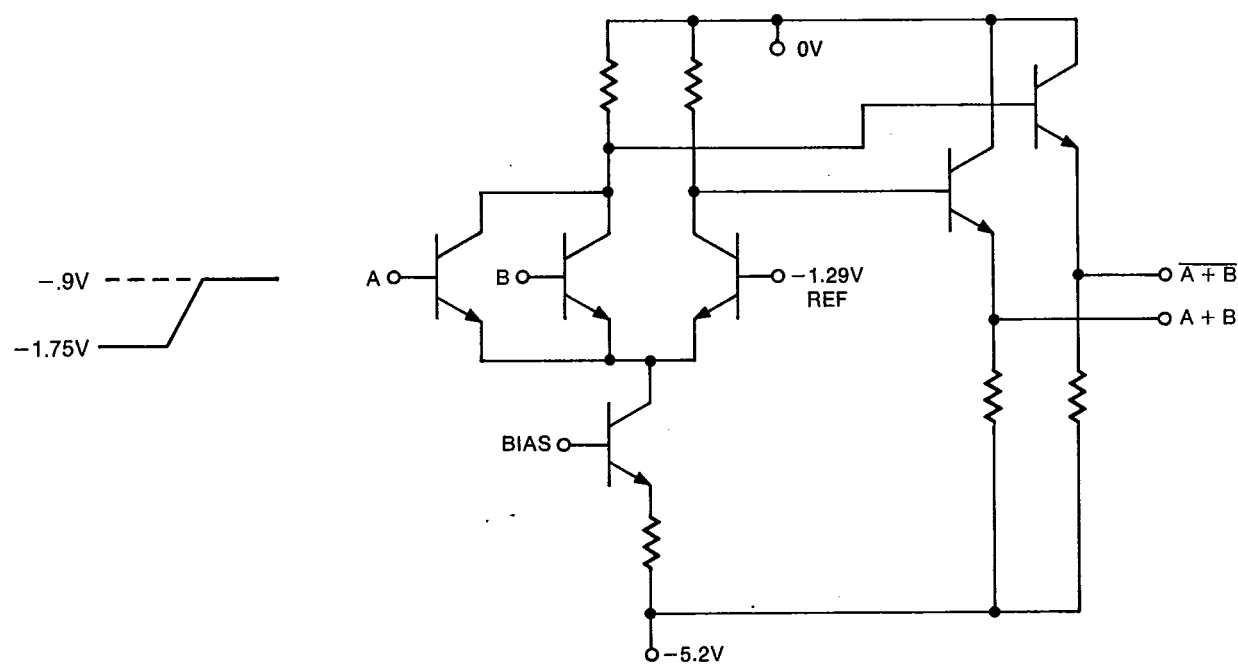 0V
-.9V
-1.75V
A
B
-1.29V
REF
A + B
A + B
BIAS
-5.2V